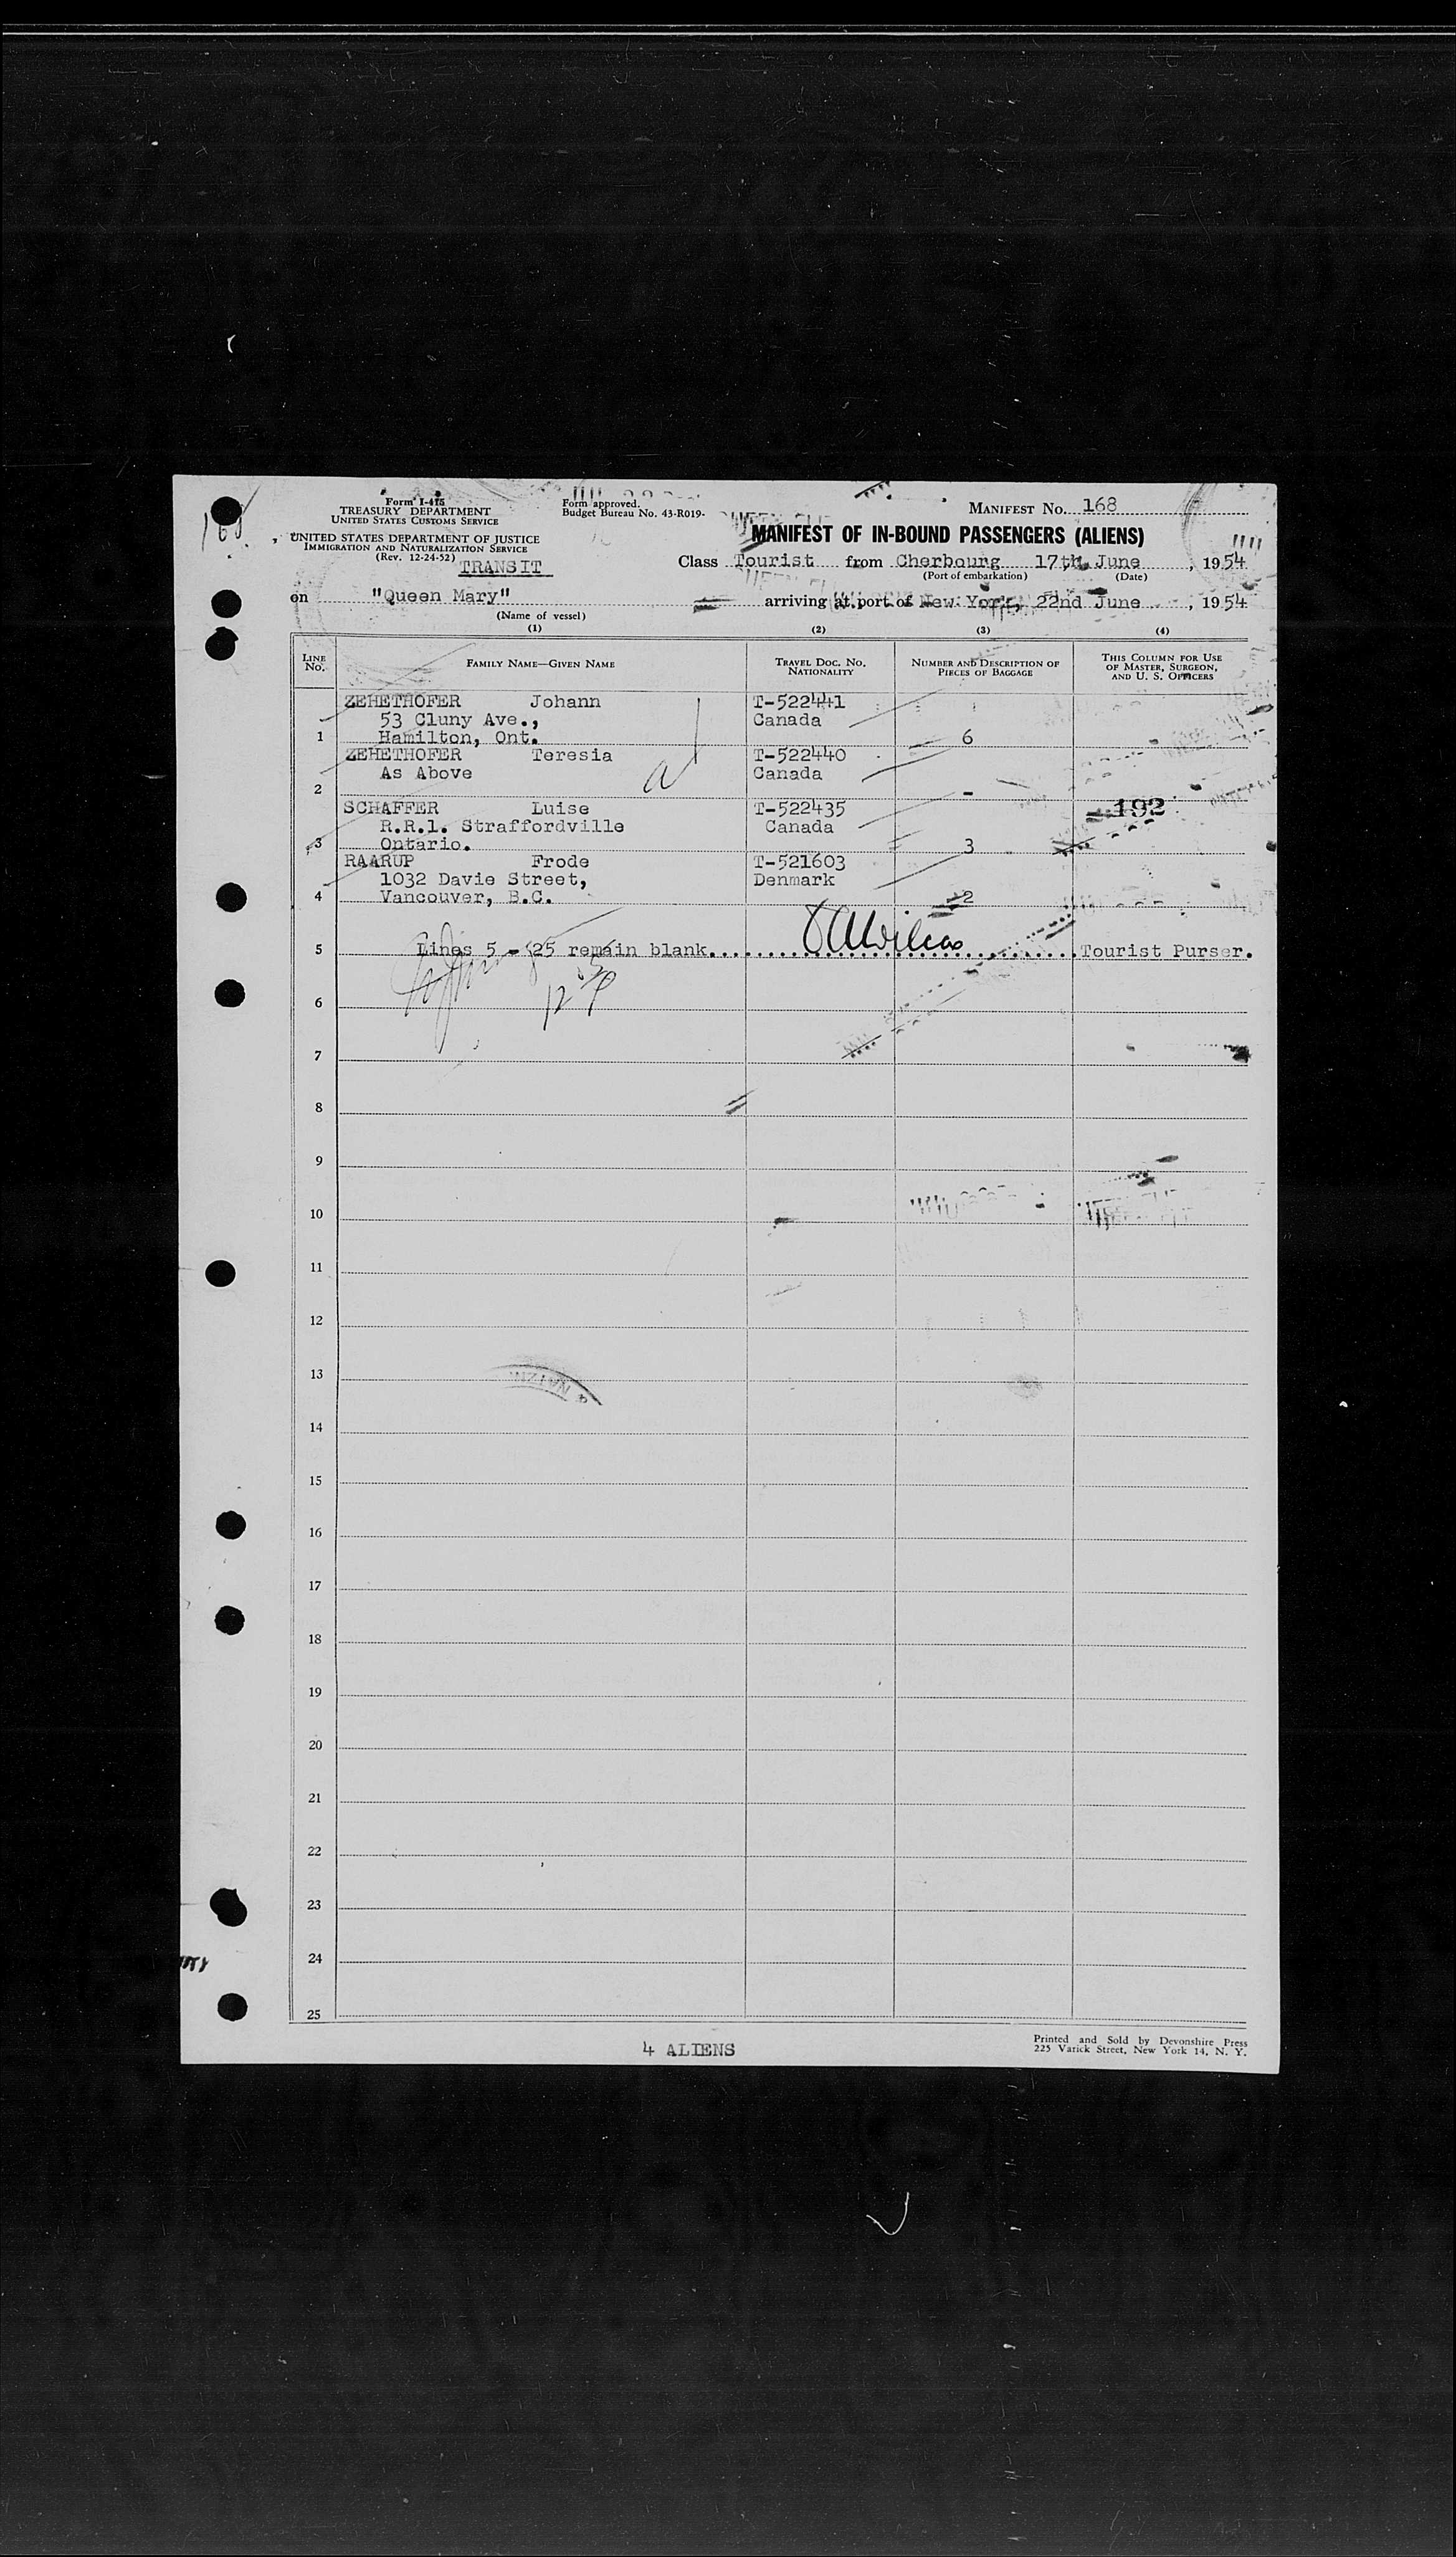 168
Form I-415
TREASURY DEPARTMENT
UNITED STATES CUSTOMS SERVICE
UNITED STATES DEPARTMENT OF JUSTICE
IMMIGRATION AND NATURALIZATION SERVICE
(Rev. 12-24-52)
TRANSIT
Form approved.
Budget Bureau No. 43-R019-
MANIFEST No. 168
MANIFEST OF IN-BOUND PASSENGERS (ALIENS)
Class Tourist from Cherbourg 17th June, 1954
(Port of embarkation) (Date)
on "Queen Mary" arriving at port of New York, 22nd June, 1954
(Name of vessel)
(1) (2) (3) (4)
LINE No. FAMILY NAME—GIVEN NAME TRAVEL DOC. No. NATIONALITY NUMBER AND DESCRIPTION OF PIECES OF BAGGAGE THIS COLUMN FOR USE OF MASTER, SURGEON, AND U. S. OFFICERS
ZEHETHOFER Johann T-522441
53 Cluny Ave., Canada
1 Hamilton, Ont. 6
ZEHETHOFER Teresia T-522440
As Above Canada
2 -
SCHAFFER Luise T-522435 192
R.R.1. Straffordville Canada
3 Ontario. 3
RAARUP Frode T-521603
1032 Davie Street, Denmark
4 Vancouver, B.C. 2
5 Lines 5 - 25 remain blank. Wilcox Tourist Purser.
6
7
8
9
10
11
12
13
14
15
16
17
18
19
20
21
22
23
24
25
4 ALIENS
Printed and Sold by Devonshire Press
225 Varick Street, New York 14, N. Y.